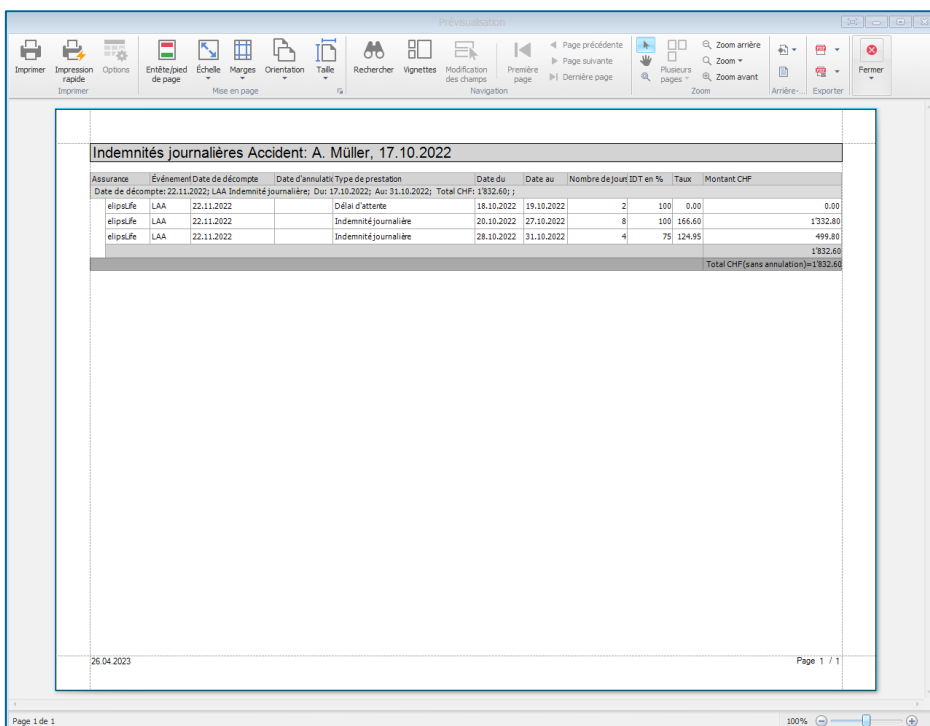 Prévisualisation
Imprimer
Impression rapide
Options
Entête/pied de page
Échelle
Marges
Orientation
Taille
Rechercher
Vignettes
Modification des champs
Première page
Page précédente
Page suivante
Dernière page
Plusieurs pages
Zoom arrière
Zoom
Zoom avant
Fermer
Imprimer
Mise en page
Navigation
Zoom
Arrière-...
Exporter
Indemnités journalières Accident: A. Müller, 17.10.2022
Assurance Événement Date de décompte Date d'annulatic Type de prestation Date du Date au Nombre de jours IDT en % Taux Montant CHF
Date de décompte: 22.11.2022; LAA Indemnité journalière; Du: 17.10.2022; Au: 31.10.2022; Total CHF: 1'832.60; ;
elipsLife LAA 22.11.2022 Délai d'attente 18.10.2022 19.10.2022 2 100 0.00 0.00
elipsLife LAA 22.11.2022 Indemnité journalière 20.10.2022 27.10.2022 8 100 166.60 1'332.80
elipsLife LAA 22.11.2022 Indemnité journalière 28.10.2022 31.10.2022 4 75 124.95 499.80
1'832.60
Total CHF(sans annulation)=1'832.60
26.04.2023 Page 1 / 1
Page 1 de 1 100%